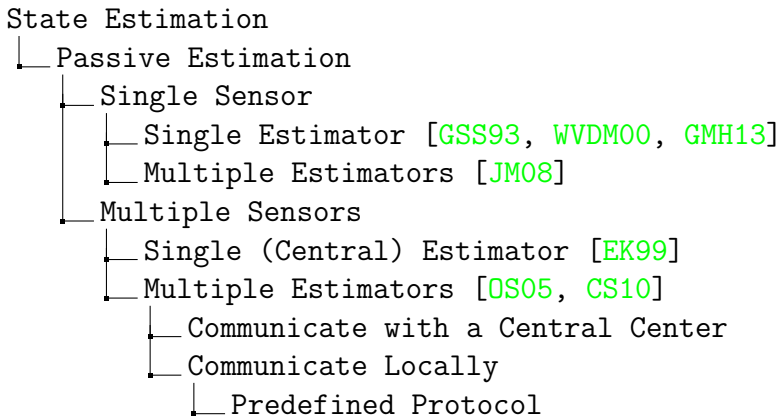 State Estimation
Passive Estimation
Single Sensor
Single Estimator [GSS93, WVDM00, GMH13]
Multiple Estimators [JM08]
Multiple Sensors
Single (Central) Estimator [EK99]
Multiple Estimators [OS05, CS10]
Communicate with a Central Center
Communicate Locally
Predefined Protocol